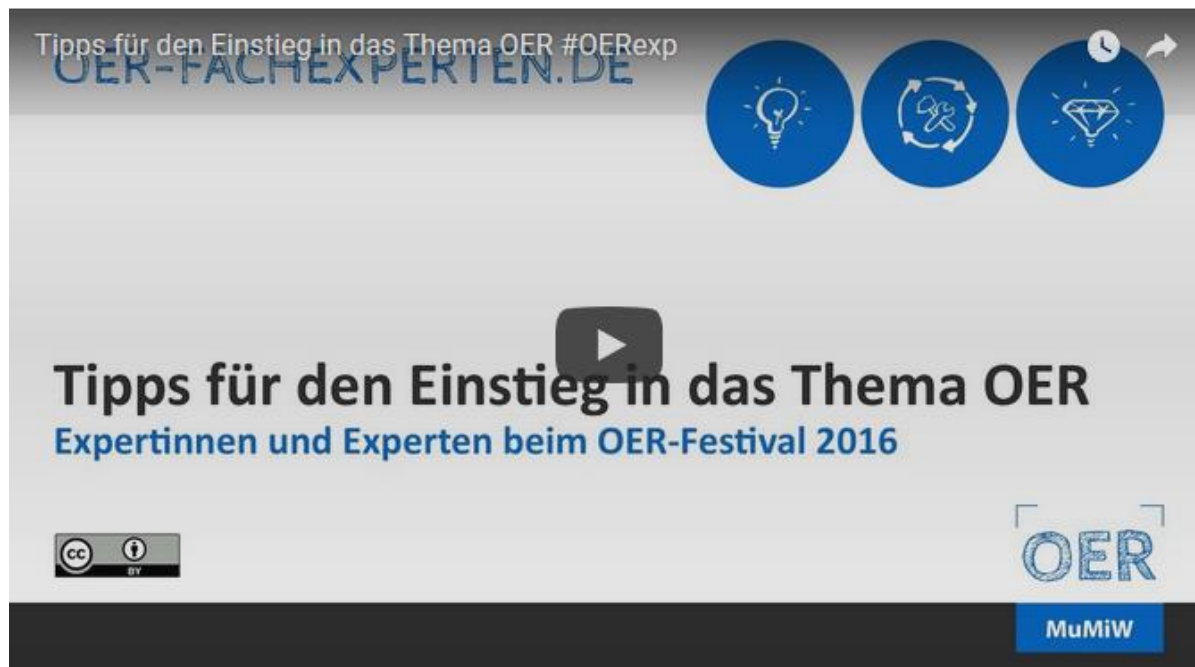 Tipps für den Einstieg in das Thema OER #OERexp
OER-FACHEXPERTEN.DE
Tipps für den Einstieg in das Thema OER
Expertinnen und Experten beim OER-Festival 2016
cc
BY
OER
MuMiW